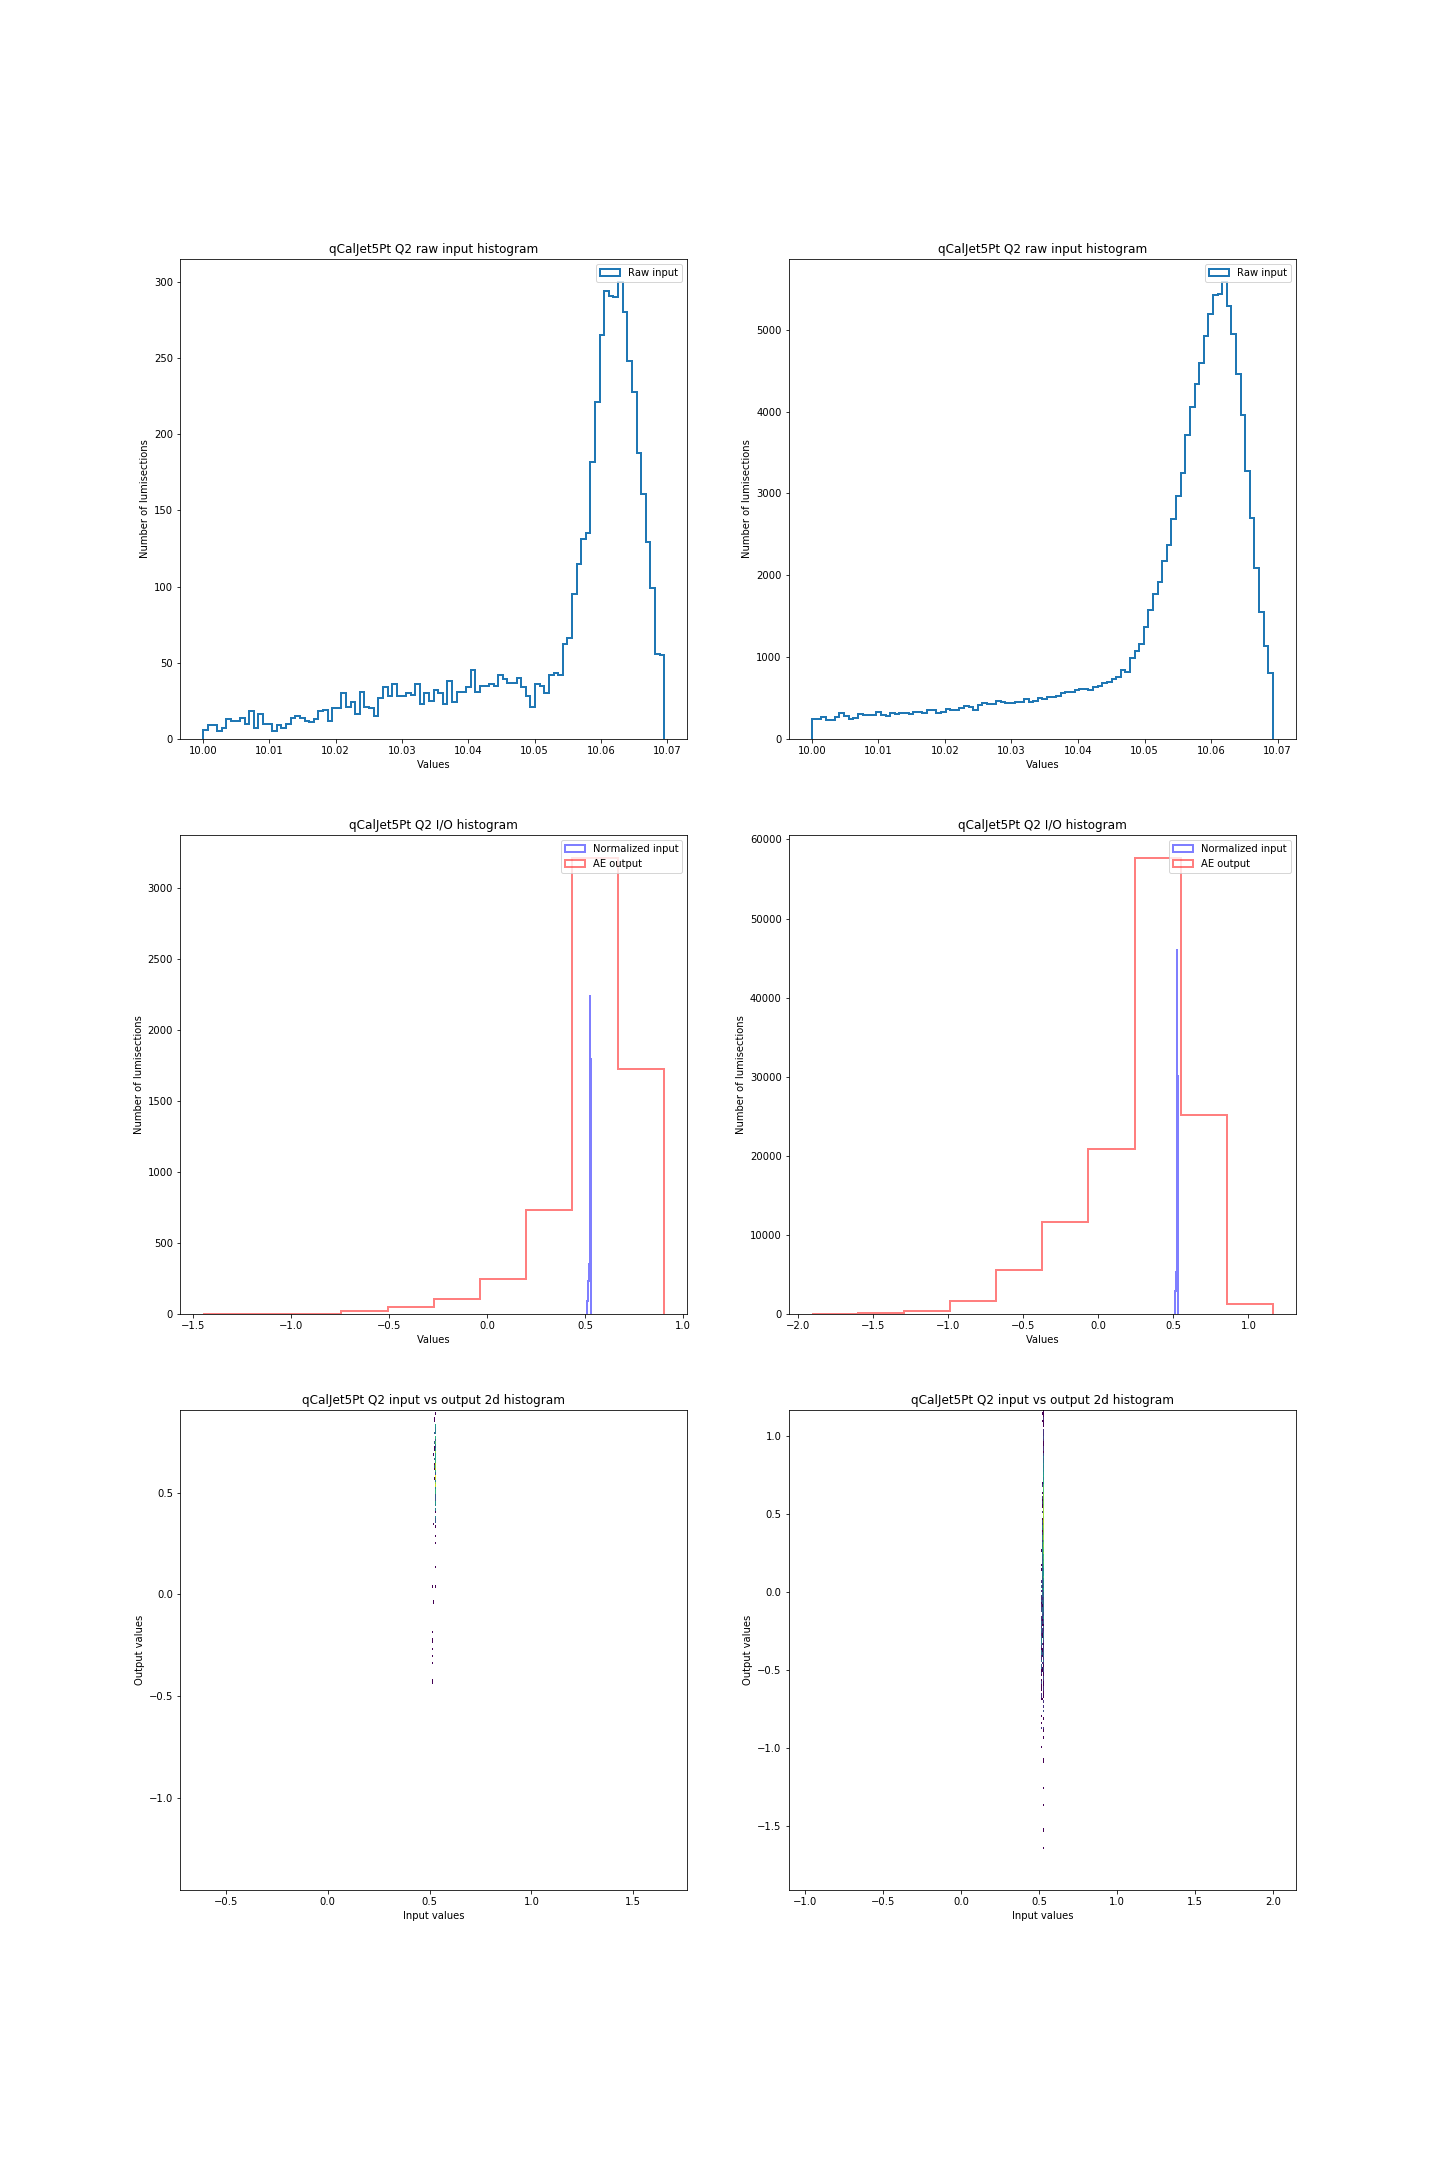 qCalJet5Pt Q2 raw input histogram
Raw input
300
250
200
150
100
50
0
Number of lumisections
10.00 10.01 10.02 10.03 10.04 10.05 10.06 10.07
Values
qCalJet5Pt Q2 raw input histogram
Raw input
5000
4000
3000
2000
1000
0
Number of lumisections
10.00 10.01 10.02 10.03 10.04 10.05 10.06 10.07
Values
qCalJet5Pt Q2 I/O histogram
Normalized input
AE output
3000
2500
2000
1500
1000
500
0
Number of lumisections
−1.5 −1.0 −0.5 0.0 0.5 1.0
Values
qCalJet5Pt Q2 I/O histogram
Normalized input
AE output
60000
50000
40000
30000
20000
10000
0
Number of lumisections
−2.0 −1.5 −1.0 −0.5 0.0 0.5 1.0
Values
qCalJet5Pt Q2 input vs output 2d histogram
0.5
0.0
−0.5
−1.0
Output values
−0.5 0.0 0.5 1.0 1.5
Input values
qCalJet5Pt Q2 input vs output 2d histogram
1.0
0.5
0.0
−0.5
−1.0
−1.5
Output values
−1.0 −0.5 0.0 0.5 1.0 1.5 2.0
Input values